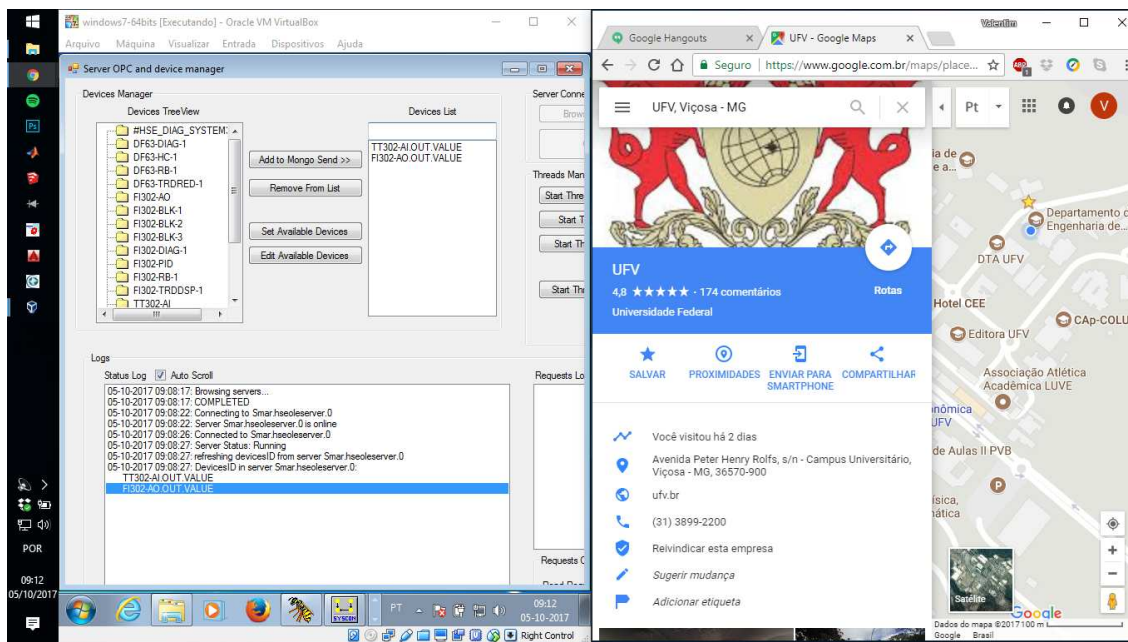 windows7-64bits [Executando] - Oracle VM VirtualBox
Arquivo Máquina Visualizar Entrada Dispositivos Ajuda
Server OPC and device manager
Devices Manager
Devices TreeView
#HSE_DIAG_SYSTEM
DF63-DIAG-1
DF63-HC-1
DF63-RB-1
DF63-TRDRED-1
FI302-AO
FI302-BLK-1
FI302-BLK-2
FI302-BLK-3
FI302-DIAG-1
FI302-PID
FI302-RB-1
FI302-TRDDSP-1
TT302-AI
Add to Mongo Send >>
Remove From List
Set Available Devices
Edit Available Devices
Devices List
TT302-AI.OUT.VALUE
FI302-AO.OUT.VALUE
Server Conne
Brow
Threads Man
Start Thre
Start T
Start Th
Start Thre
Logs
Status Log Auto Scroll
05-10-2017 09:08:17: Browsing servers...
05-10-2017 09:08:17: COMPLETED
05-10-2017 09:08:22: Connecting to Smar.hseoleserver.0
05-10-2017 09:08:22: Server Smar.hseoleserver.0 is online
05-10-2017 09:08:26: Connected to Smar.hseoleserver.0
05-10-2017 09:08:27: Server Status: Running
05-10-2017 09:08:27: refreshing devicesID from server Smar.hseoleserver.0
05-10-2017 09:08:27: DevicesID in server Smar.hseoleserver.0:
TT302-AI.OUT.VALUE
FI302-AO.OUT.VALUE
Requests Lo
Requests C
POR
09:12
05/10/2017
SYSCON
PT
09:12
05-10-2017
Right Control
Valentim
Google Hangouts
UFV - Google Maps
Seguro
https://www.google.com.br/maps/place...
UFV, Viçosa - MG
Pt
V
UFV
4,8 ★★★★★ · 174 comentários
Universidade Federal
Rotas
SALVAR
PROXIMIDADES
ENVIAR PARA SMARTPHONE
COMPARTILHAR
Você visitou há 2 dias
Avenida Peter Henry Rolfs, s/n - Campus Universitário,
Viçosa - MG, 36570-900
ufv.br
(31) 3899-2200
Reivindicar esta empresa
Sugerir mudança
Adicionar etiqueta
ia de
e a...
Departamento d
Engenharia de...
DTA UFV
Hotel CEE
CAp-COLU
Editora UFV
Associação Atlética
Acadêmica LUVE
onômica
UFV
de Aulas II PVB
P
ísica,
mática
Satélite
Google
Dados do mapa ©2017
100 m
Google Brasil